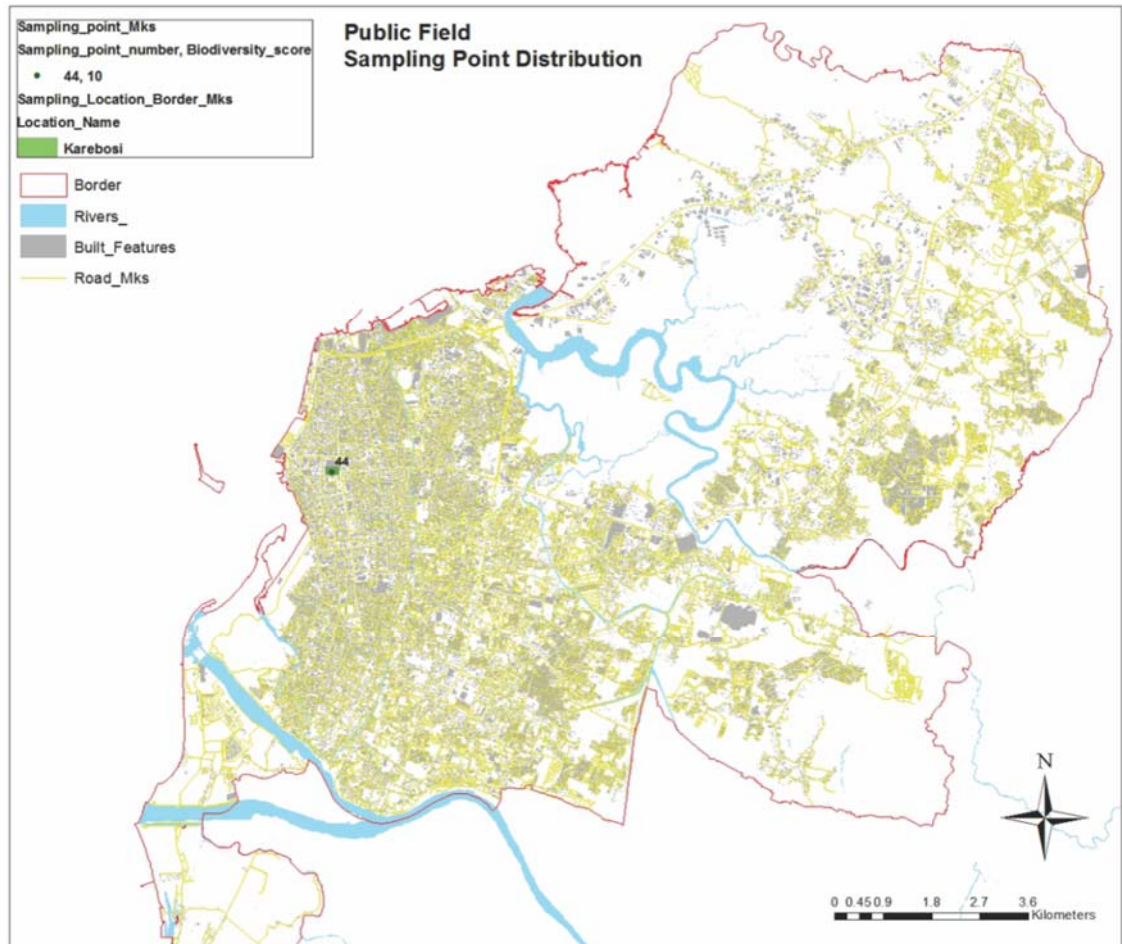 Sampling_point_Mks
Sampling_point_number, Biodiversity_score
44, 10
Sampling_Location_Border_Mks
Location_Name
Karebosi
Border
Rivers_
Built_Features
Road_Mks
Public Field
Sampling Point Distribution
44
N
0 0.45 0.9 1.8 2.7 3.6
Kilometers